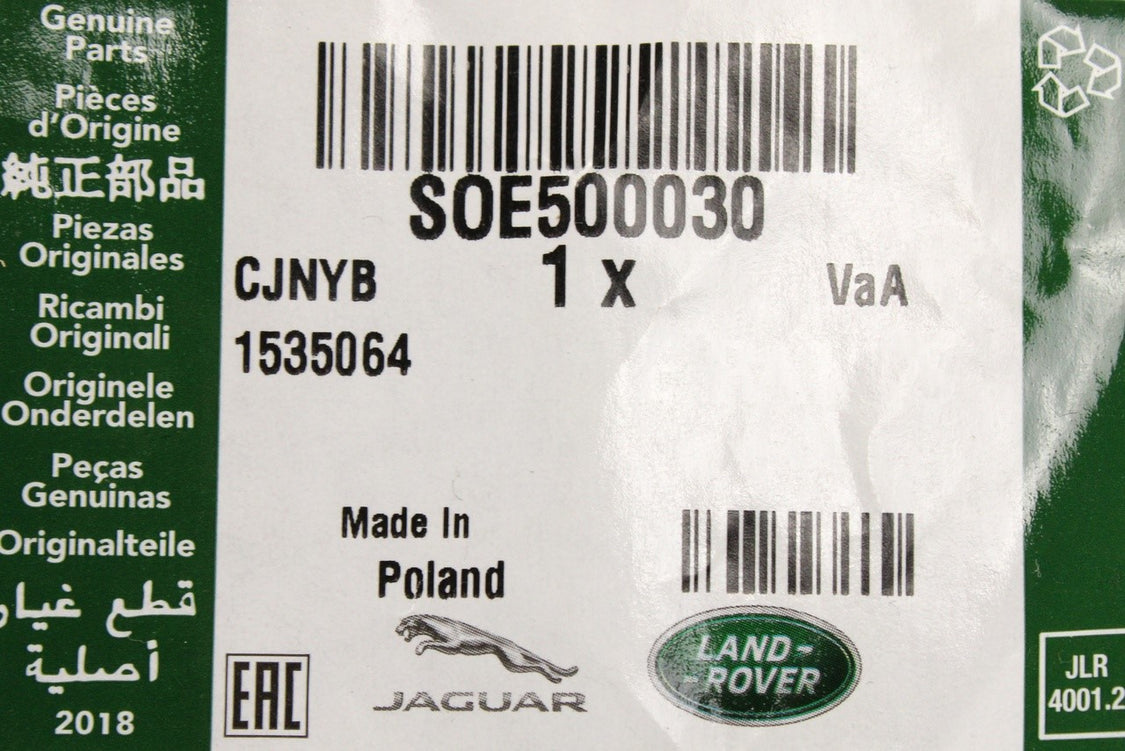 Genuine
Parts
Pièces
d'Origine
純正部品
Piezas
Originales
Ricambi
Originali
Originele
Onderdelen
Peças
Genuinas
Originalteile
قطع غيار
أصلية
2018
SOE500030
CJNYB
1 x
VaA
1535064
Made In
Poland
EAC
JAGUAR
LAND-
ROVER
JLR
4001.2